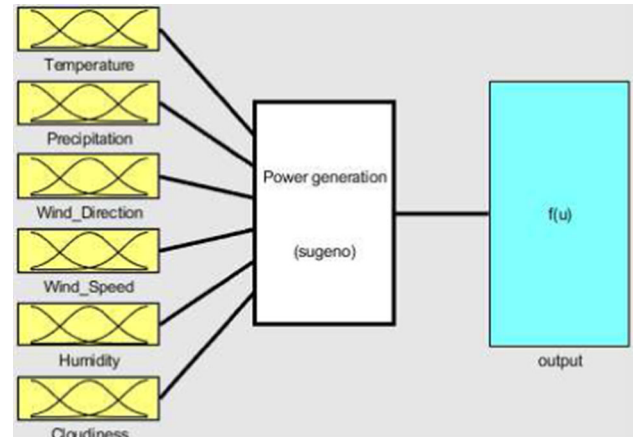 Temperature
Precipitation
Wind_Direction
Wind_Speed
Humidity
Cloudiness
Power generation
(sugeno)
f(u)
output